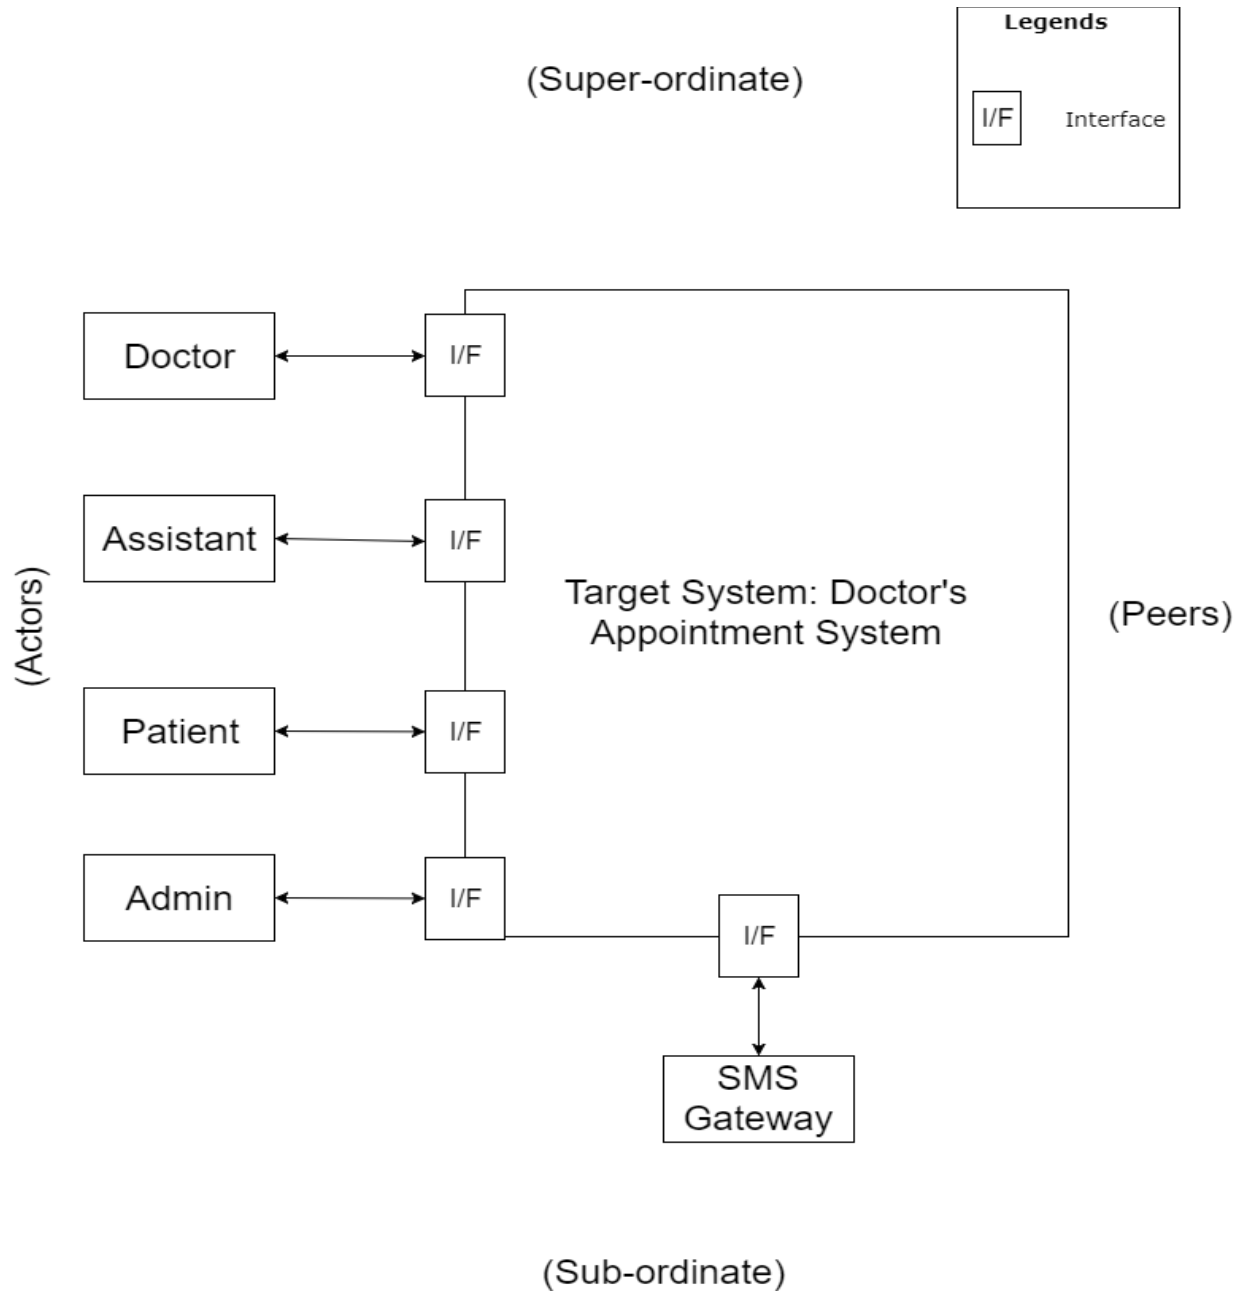 Legends
(Super-ordinate)
I/F
Interface
Doctor
I/F
Assistant
I/F
(Actors)
Target System: Doctor's
Appointment System
(Peers)
Patient
I/F
Admin
I/F
I/F
SMS
Gateway
(Sub-ordinate)